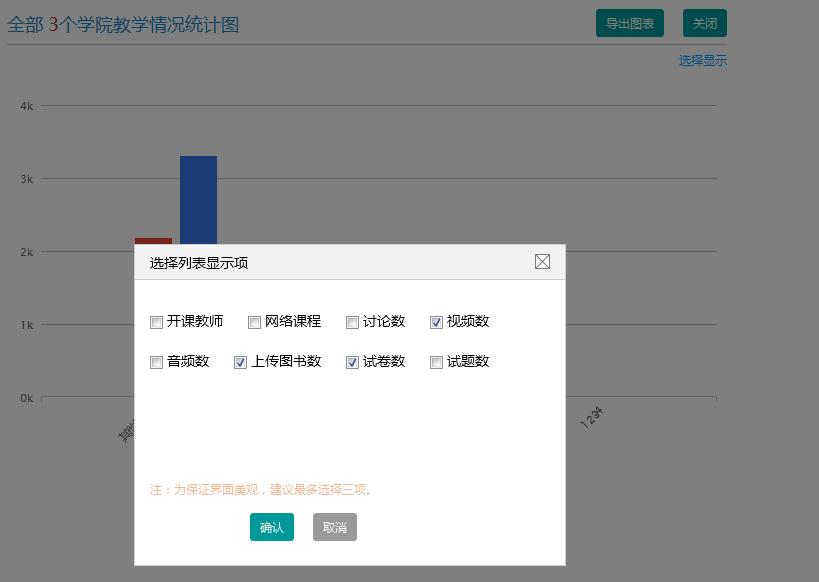 全部 3个学院教学情况统计图
导出图表 关闭
选择显示
4k
3k
2k
1k
0k
1234
选择列表显示项
开课教师 网络课程 讨论数 视频数
音频数 上传图书数 试卷数 试题数
注：为保证界面美观，建议最多选择三项。
确认 取消